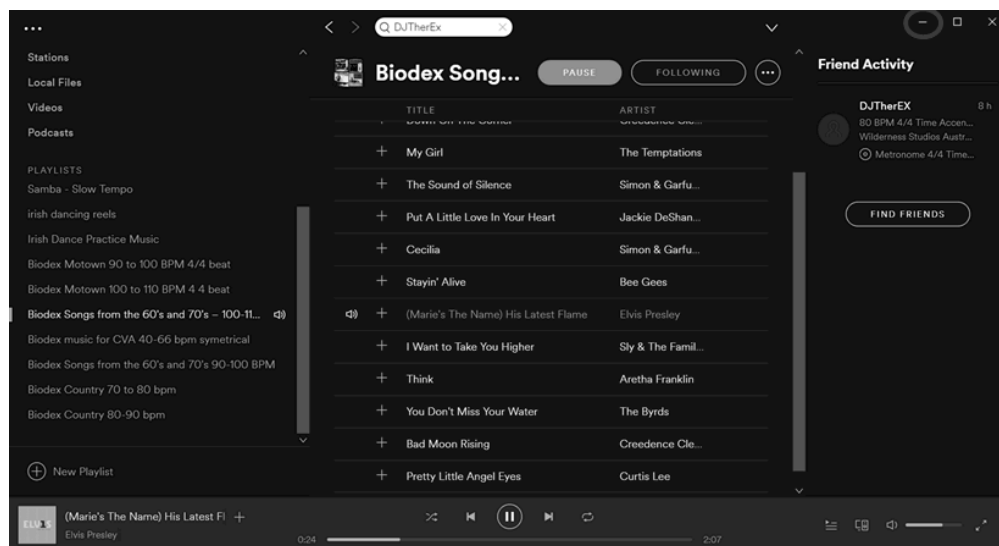 DJTherEx
Stations
Local Files
Videos
Podcasts
PLAYLISTS
Samba - Slow Tempo
irish dancing reels
Irish Dance Practice Music
Biodex Motown 90 to 100 BPM 4/4 beat
Biodex Motown 100 to 110 BPM 4 4 beat
Biodex Songs from the 60's and 70's – 100-11...
Biodex music for CVA 40-66 bpm symetrical
Biodex Songs from the 60's and 70's 90-100 BPM
Biodex Country 70 to 80 bpm
Biodex Country 80-90 bpm
New Playlist
Biodex Song... PAUSE FOLLOWING
TITLE ARTIST
Down On The Corner Creedence Cle...
My Girl The Temptations
The Sound of Silence Simon & Garfu...
Put A Little Love In Your Heart Jackie DeShan...
Cecilia Simon & Garfu...
Stayin' Alive Bee Gees
(Marie's The Name) His Latest Flame Elvis Presley
I Want to Take You Higher Sly & The Famil...
Think Aretha Franklin
You Don't Miss Your Water The Byrds
Bad Moon Rising Creedence Cle...
Pretty Little Angel Eyes Curtis Lee
Friend Activity
DJTherEX 8 h
80 BPM 4/4 Time Accen...
Wilderness Studios Austr...
Metronome 4/4 Time...
FIND FRIENDS
ELV1S
(Marie's The Name) His Latest Fl
Elvis Presley
0:24 2:07